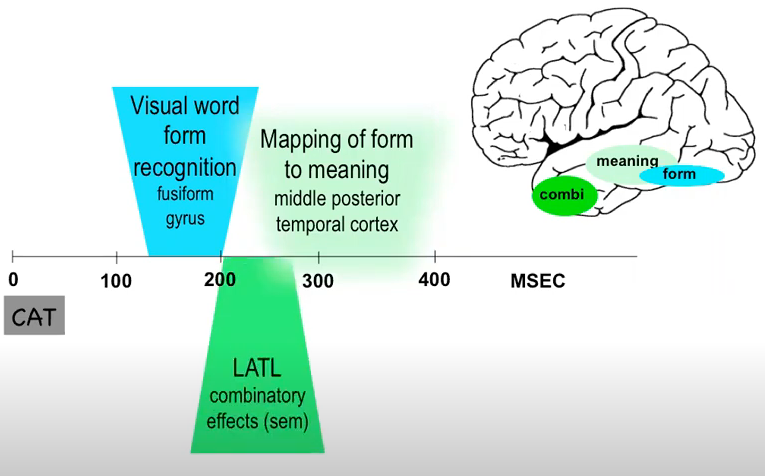 Visual word
form
recognition
fusiform
gyrus
Mapping of form
to meaning
middle posterior
temporal cortex
meaning
form
combi
0
100
200
300
400
MSEC
CAT
LATL
combinatory
effects (sem)